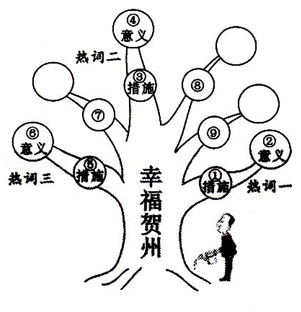 ④
意义
热词二
③
措施
⑧
⑦
⑨
⑥
意义
②
意义
⑤
措施
①
措施
热词三
热词一
幸福贺州